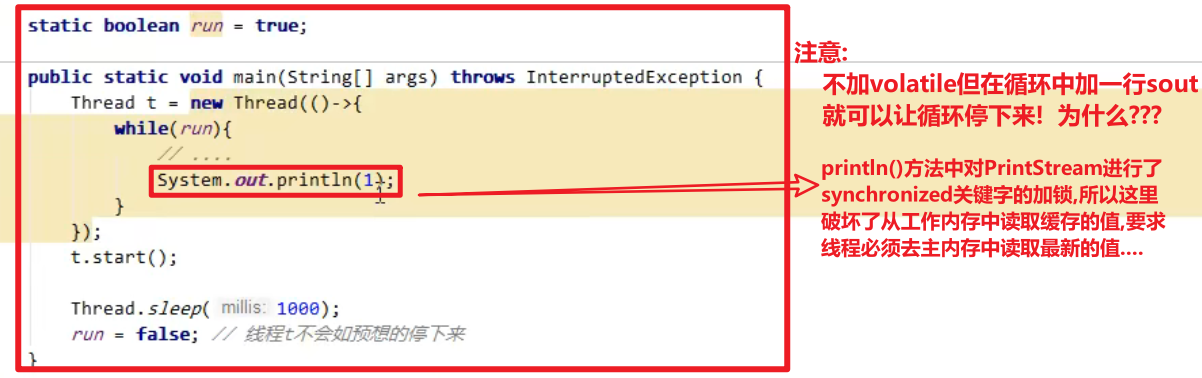 static boolean run = true;
public static void main(String[] args) throws InterruptedException {
Thread t = new Thread(()->{
while(run){
// ....
System.out.println(1);
}
});
t.start();
Thread.sleep( millis: 1000);
run = false; // 线程t不会如预想的停下来
}
注意:
不加volatile但在循环中加一行sout
就可以让循环停下来! 为什么???
println()方法中对PrintStream进行了
synchronized关键字的加锁,所以这里
破坏了从工作内存中读取缓存的值,要求
线程必须去主内存中读取最新的值....